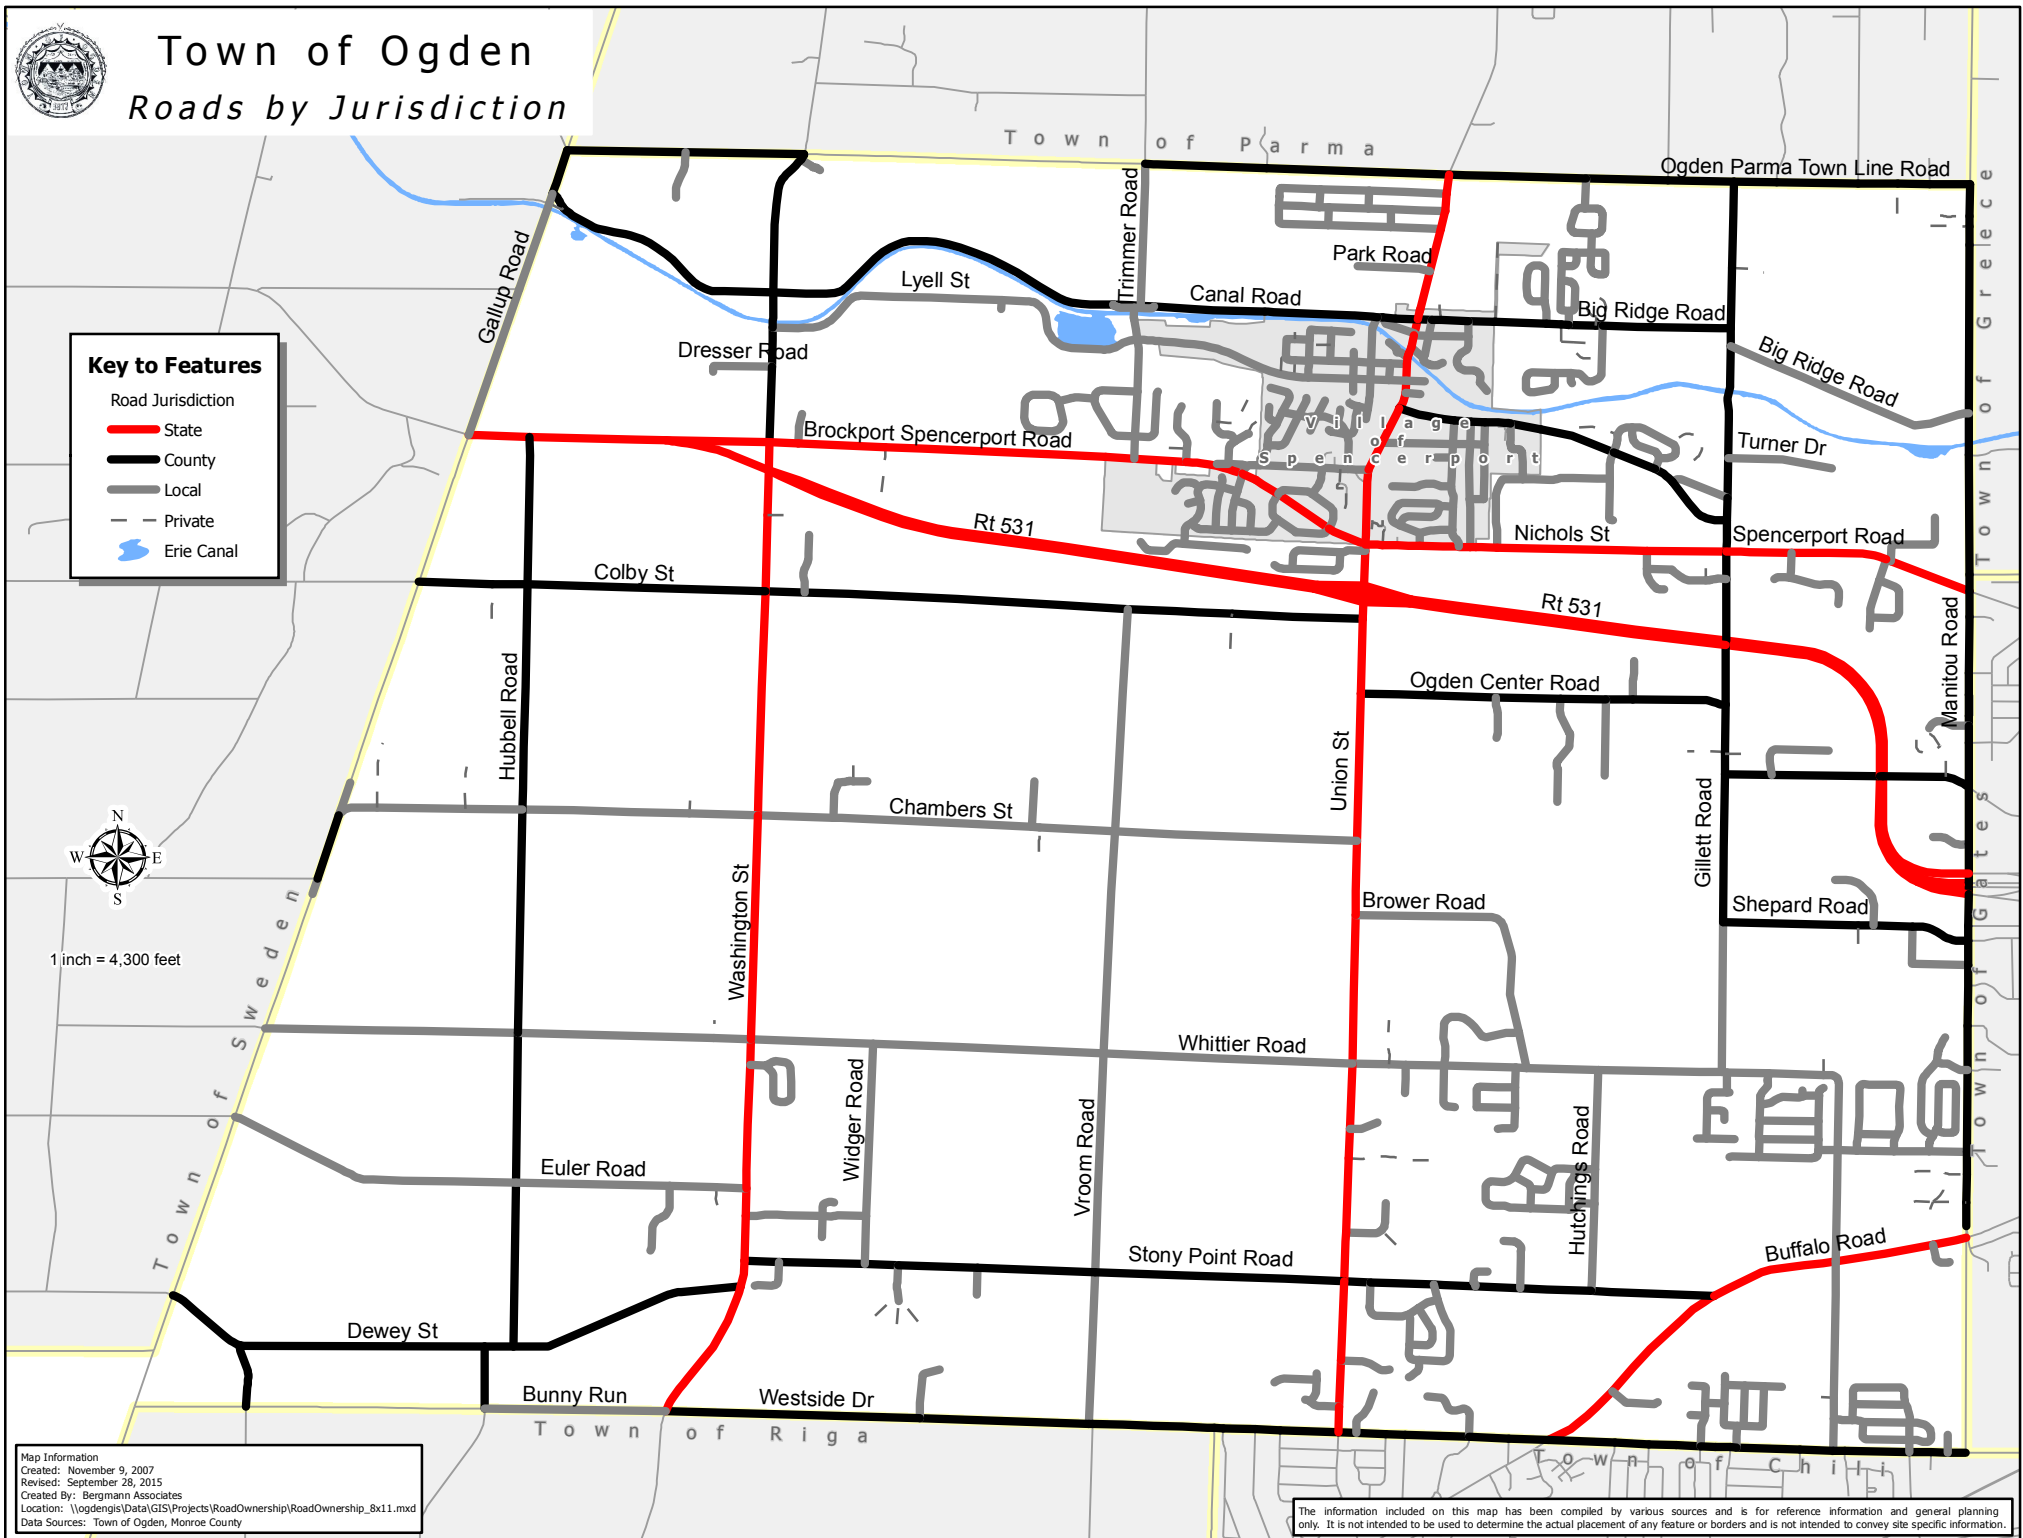 Town of Ogden
Roads by Jurisdiction
Town of Parma
Ogden Parma Town Line Road
Town of Greece
Trimmer Road
Park Road
Gallup Road
Lyell St
Canal Road
Big Ridge Road
Big Ridge Road
Dresser Road
Key to Features
Road Jurisdiction
State
County
Local
Private
Erie Canal
Village
of
Spencerport
Brockport Spencerport Road
Turner Dr
Rt 531
Nichols St
Spencerport Road
Colby St
Rt 531
Manitou Road
Hubbell Road
Ogden Center Road
Union St
Gillett Road
Chambers St
N
W E
S
Washington St
Brower Road
Shepard Road
Town of Gates
1 inch = 4,300 feet
Town of Sweden
Whittier Road
Widger Road
Vroom Road
Hutchings Road
Euler Road
Stony Point Road
Buffalo Road
Dewey St
Bunny Run
Westside Dr
Town of Riga
Town of Chili
Map Information
Created: November 9, 2007
Revised: September 28, 2015
Created By: Bergmann Associates
Location: \\ogdengis\Data\GIS\Projects\RoadOwnership\RoadOwnership_8x11.mxd
Data Sources: Town of Ogden, Monroe County
The information included on this map has been compiled by various sources and is for reference information and general planning
only. It is not intended to be used to determine the actual placement of any feature or borders and is not intended to convey site specific information.